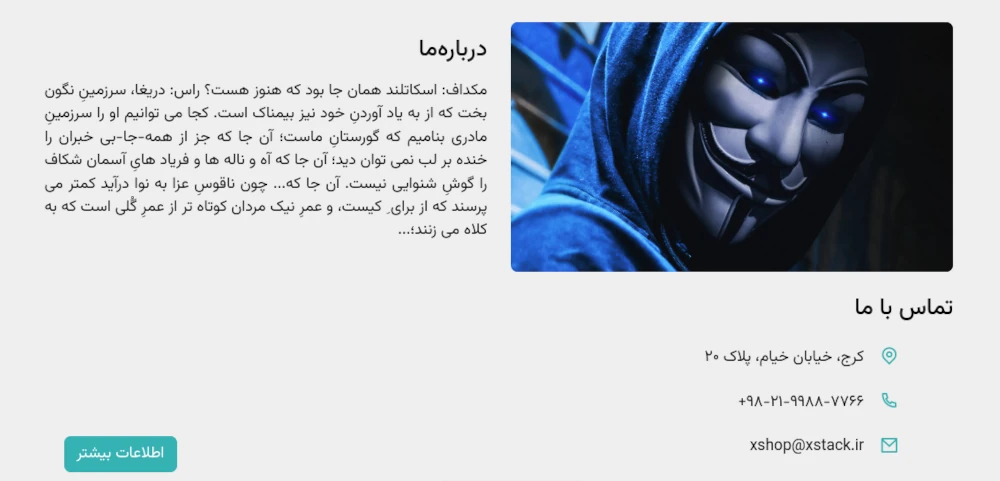 درباره‌ما
مکداف: اسکاتلند همان جا بود که هنوز هست؟ راس: دریغا، سرزمینِ نگون
بخت که از به یاد آوردنِ خود نیز بیمناک است. کجا می توانیم او را سرزمینِ
مادری بنامیم که گورستانِ ماست؛ آن جا که جز از همه-جا-بی خبران را
خنده بر لب نمی توان دید؛ آن جا که آه و ناله ها و فریاد هایِ آسمان شکاف
را گوشِ شنوایی نیست. آن جا که... چون ناقوسِ عزا به نوا درآید کمتر می
پرسند که از برای ِ کیست، و عمرِ نیک مردان کوتاه تر از عمرِ گُلی است که به
کلاه می زنند؛...
تماس با ما
کرج، خیابان خیام، پلاک ۲۰
+۹۸-۲۱-۹۹۸۸-۷۷۶۶
xshop@xstack.ir
اطلاعات بیشتر